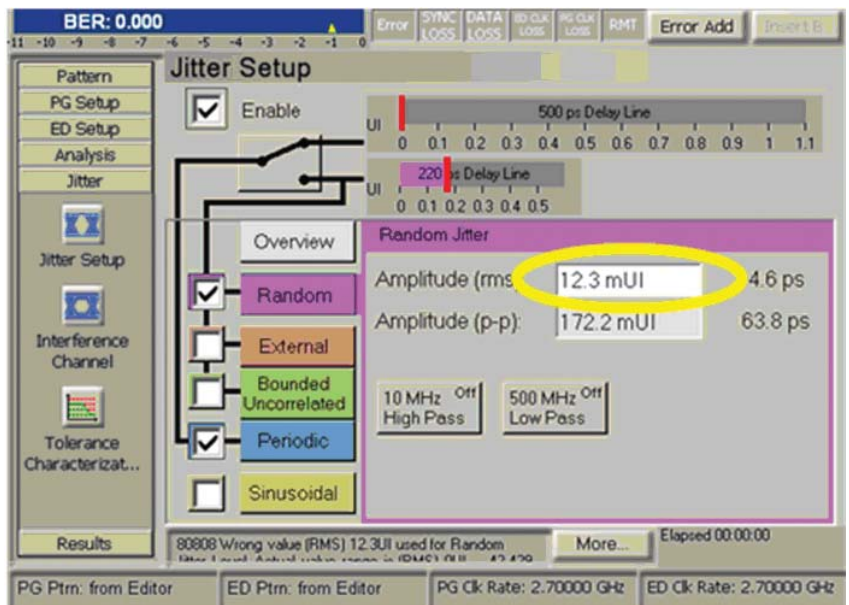 BER: 0.000
-11 -10 -9 -8 -7 -6 -5 -4 -3 -2 -1 0
Error
SYNC LOSS
DATA LOSS
ED CLK LOSS
PG CLK LOSS
RMT
Error Add
Insert B
Pattern
PG Setup
ED Setup
Analysis
Jitter
Jitter Setup
Interference
Channel
Tolerance
Characterizat...
Results
Jitter Setup
Enable
UI
500 ps Delay Line
0 0.1 0.2 0.3 0.4 0.5 0.6 0.7 0.8 0.9 1 1.1
UI
220 ps Delay Line
0 0.1 0.2 0.3 0.4 0.5
Overview
Random
External
Bounded
Uncorrelated
Periodic
Sinusoidal
Random Jitter
Amplitude (rms
12.3 mUI
4.6 ps
Amplitude (p-p):
172.2 mUI
63.8 ps
10 MHz Off
High Pass
500 MHz Off
Low Pass
80808 Wrong value (RMS) 12.3UI used for Random
More...
Elapsed 00:00:00
PG Ptrn: from Editor
ED Ptrn: from Editor
PG Clk Rate: 2.70000 GHz
ED Clk Rate: 2.70000 GHz